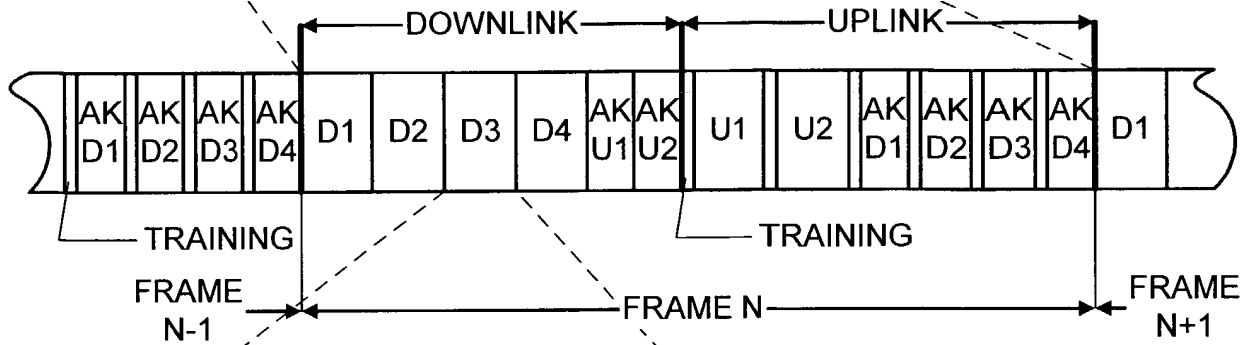 DOWNLINK UPLINK
AK AK AK AK D1 D2 D3 D4 AK AK U1 U2 AK AK AK AK D1
D1 D2 D3 D4 U1 U2 D1 D2 D3 D4
TRAINING TRAINING
FRAME FRAME N FRAME
N-1 N+1